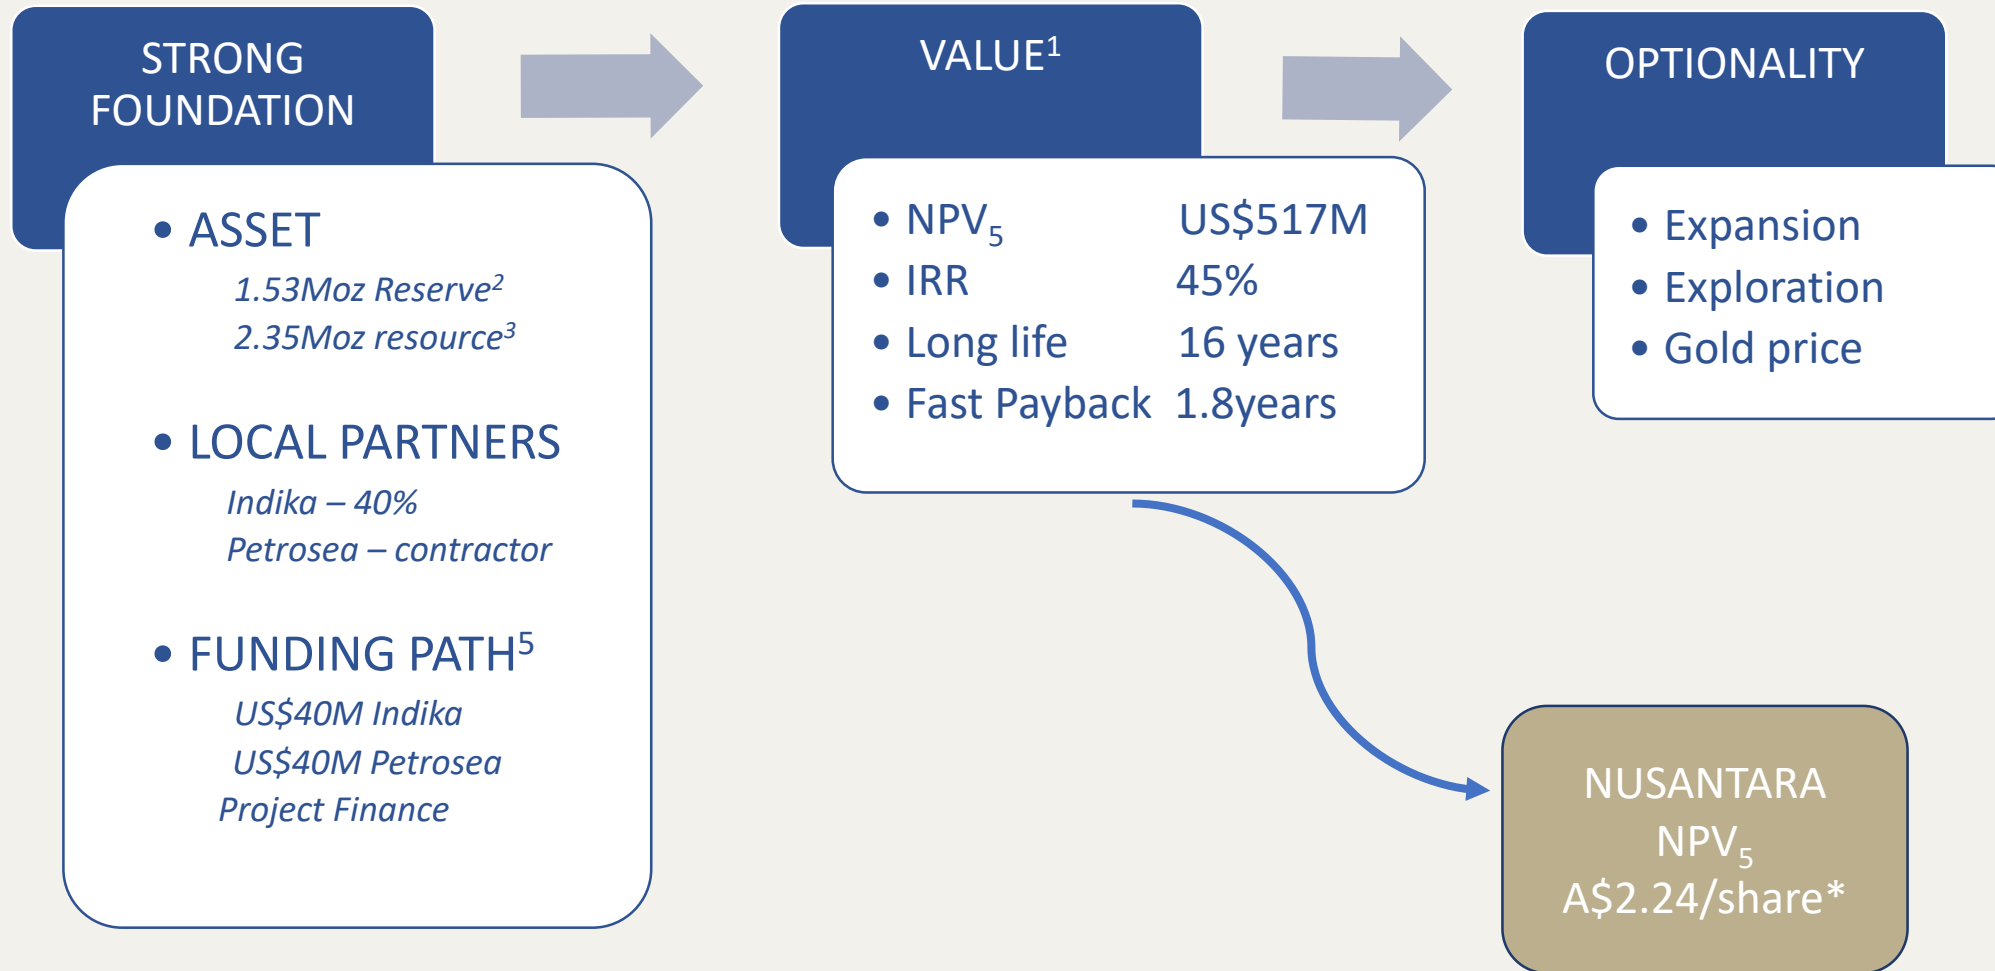 STRONG
FOUNDATION
• ASSET
1.53Moz Reserve²
2.35Moz resource³
• LOCAL PARTNERS
Indika – 40%
Petrosea – contractor
• FUNDING PATH⁵
US$40M Indika
US$40M Petrosea
Project Finance
VALUE¹
• NPV₅ US$517M
• IRR 45%
• Long life 16 years
• Fast Payback 1.8years
OPTIONALITY
• Expansion
• Exploration
• Gold price
NUSANTARA
NPV₅
A$2.24/share*